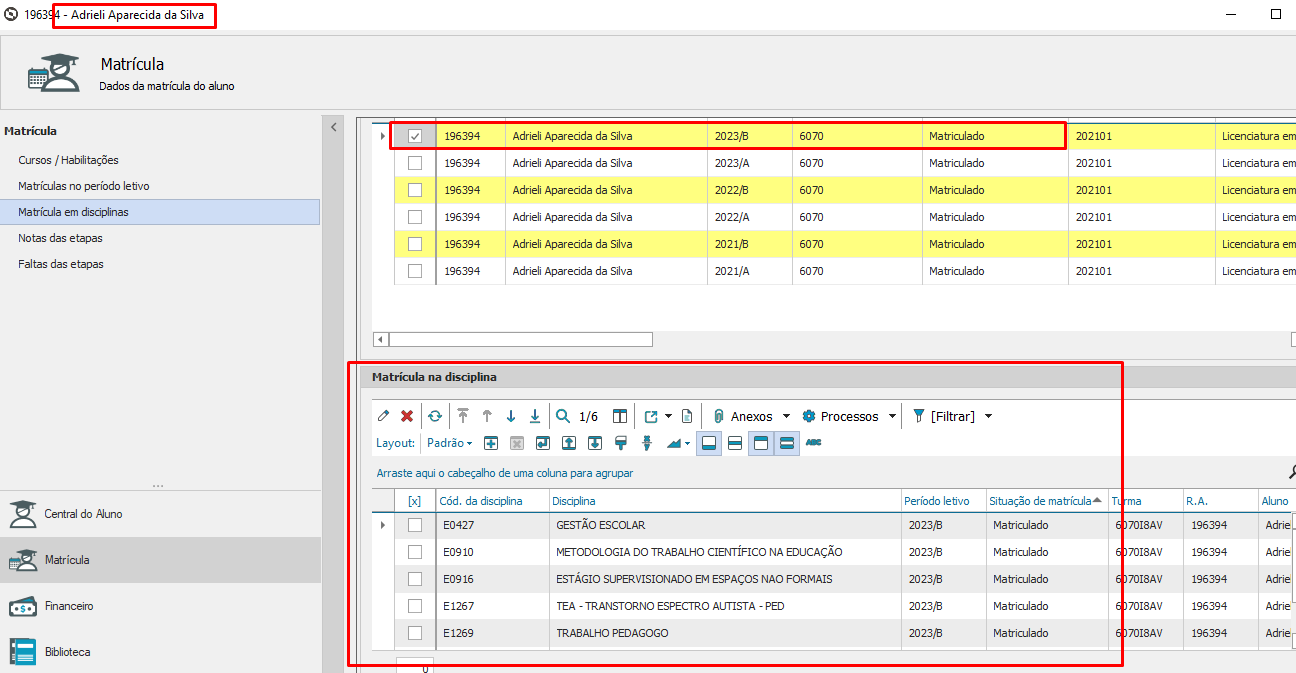 196394 - Adrieli Aparecida da Silva
Matrícula
Dados da matrícula do aluno
Matrícula
Cursos / Habilitações
Matrículas no período letivo
Matrícula em disciplinas
Notas das etapas
Faltas das etapas
Central do Aluno
Matrícula
Financeiro
Biblioteca
196394 Adrieli Aparecida da Silva 2023/B 6070 Matriculado 202101 Licenciatura em
196394 Adrieli Aparecida da Silva 2023/A 6070 Matriculado 202101 Licenciatura em
196394 Adrieli Aparecida da Silva 2022/B 6070 Matriculado 202101 Licenciatura em
196394 Adrieli Aparecida da Silva 2022/A 6070 Matriculado 202101 Licenciatura em
196394 Adrieli Aparecida da Silva 2021/B 6070 Matriculado 202101 Licenciatura em
196394 Adrieli Aparecida da Silva 2021/A 6070 Matriculado 202101 Licenciatura em
Matrícula na disciplina
1/6 Anexos Processos [Filtrar]
Layout: Padrão ABC
Arraste aqui o cabeçalho de uma coluna para agrupar
[x] Cód. da disciplina Disciplina Período letivo Situação de matrícula Turma R.A. Aluno
E0427 GESTÃO ESCOLAR 2023/B Matriculado 6070I8AV 196394 Adrie
E0910 METODOLOGIA DO TRABALHO CIENTÍFICO NA EDUCAÇÃO 2023/B Matriculado 6070I8AV 196394 Adrie
E0916 ESTÁGIO SUPERVISIONADO EM ESPAÇOS NAO FORMAIS 2023/B Matriculado 6070I8AV 196394 Adrie
E1267 TEA - TRANSTORNO ESPECTRO AUTISTA - PED 2023/B Matriculado 6070I8AV 196394 Adrie
E1269 TRABALHO PEDAGOGO 2023/B Matriculado 6070I8AV 196394 Adrie
0